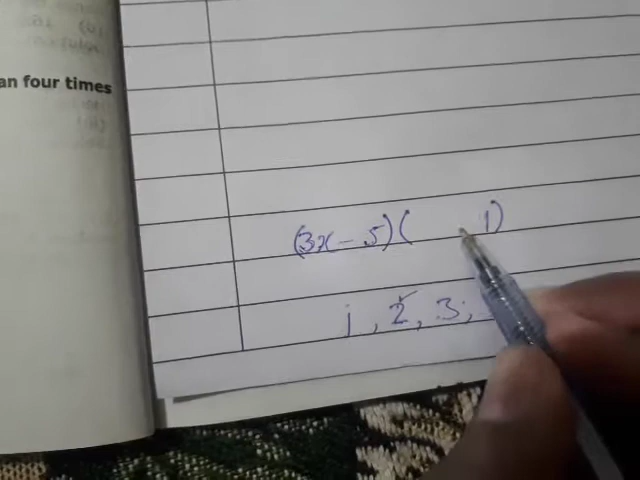 an four times
(3x - 5)( 1)
1, 2, 3;